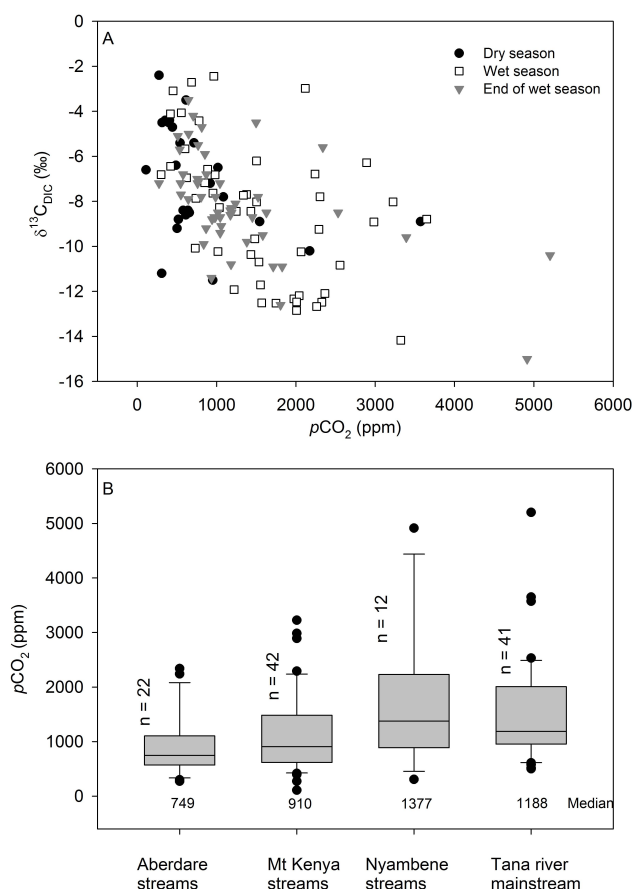 0
A
Dry season
Wet season
End of wet season
-2
-4
-6
-8
-10
-12
-14
-16
δ13CDIC (‰)
0 1000 2000 3000 4000 5000 6000
pCO2 (ppm)
6000
B
5000
4000
3000
2000
1000
0
pCO2 (ppm)
n = 22
n = 42
n = 12
n = 41
749 910 1377 1188 Median
Aberdare streams
Mt Kenya streams
Nyambene streams
Tana river mainstream